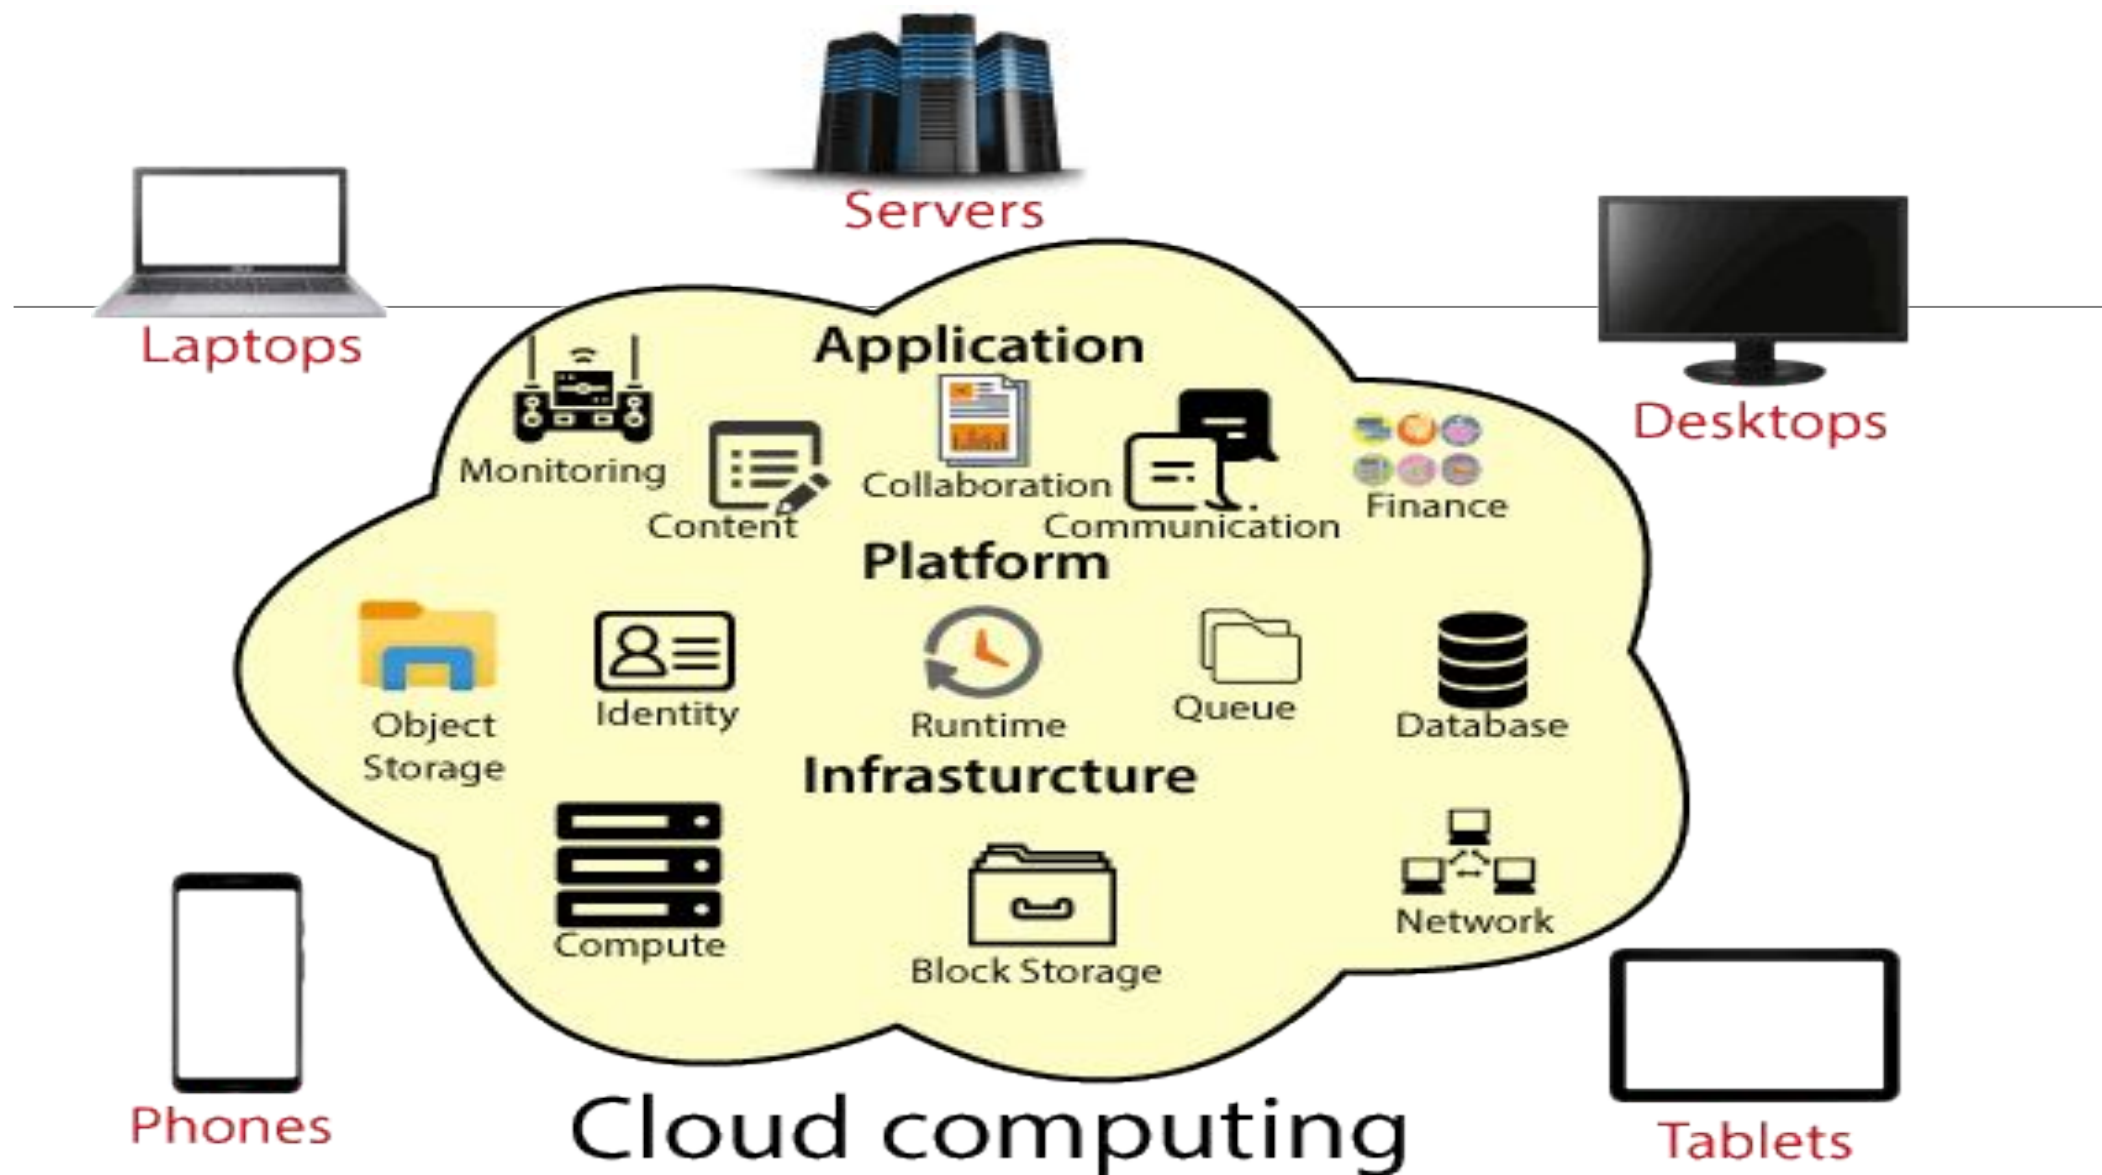 Servers
Laptops
Desktops
Application
Monitoring
Content
Collaboration
Communication
Finance
Platform
Object
Storage
Identity
Runtime
Queue
Database
Infrasturcture
Compute
Block Storage
Network
Phones
Cloud computing
Tablets